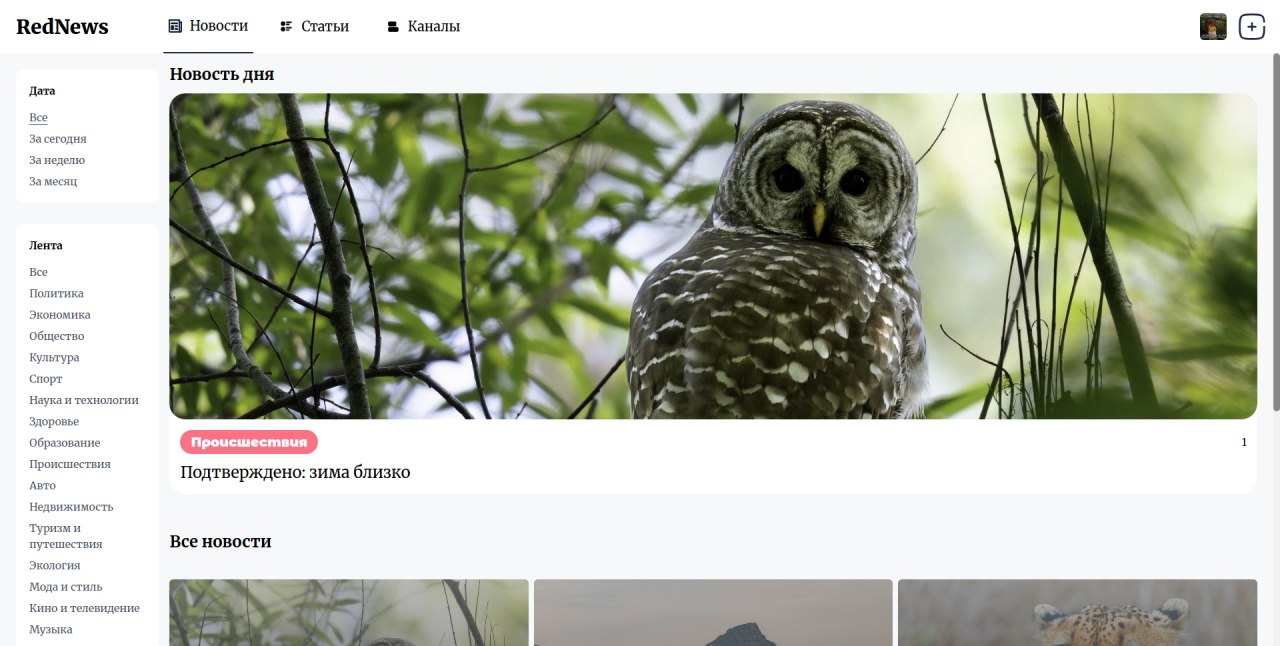 RedNews
Новости
Статьи
Каналы
Дата
Все
За сегодня
За неделю
За месяц
Лента
Все
Политика
Экономика
Общество
Культура
Спорт
Наука и технологии
Здоровье
Образование
Происшествия
Авто
Недвижимость
Туризм и
путешествия
Экология
Мода и стиль
Кино и телевидение
Музыка
Новость дня
Происшествия
1
Подтверждено: зима близко
Все новости